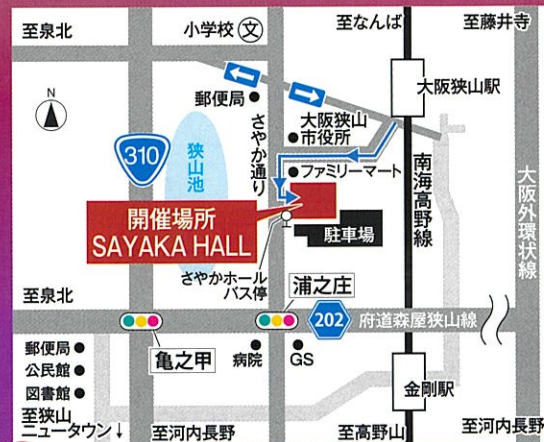 至泉北
小学校 文
至なんば
至藤井寺
N
郵便局
大阪狭山駅
大阪狭山
市役所
310
狭山池
さやか通り
ファミリーマート
南海高野線
大阪外環状線
開催場所
SAYAKA HALL
駐車場
さやかホール
バス停
浦之庄
至泉北
202
府道森屋狭山線
亀之甲
病院
GS
郵便局
公民館
図書館
金剛駅
至狭山
ニュータウン↓
至河内長野
至高野山
至河内長野